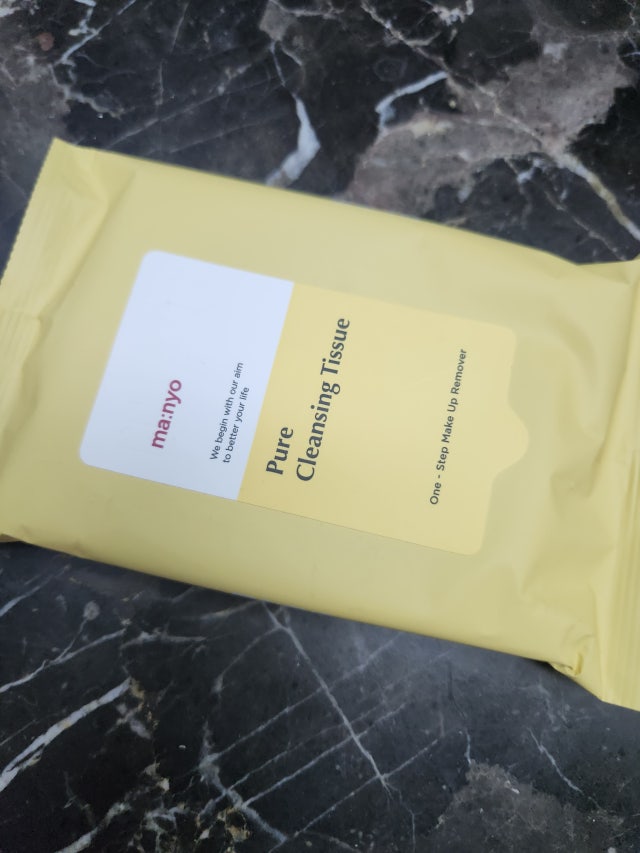 ma:nyo
We begin with our aim
to better your life
Pure
Cleansing Tissue
One - Step Make Up Remover